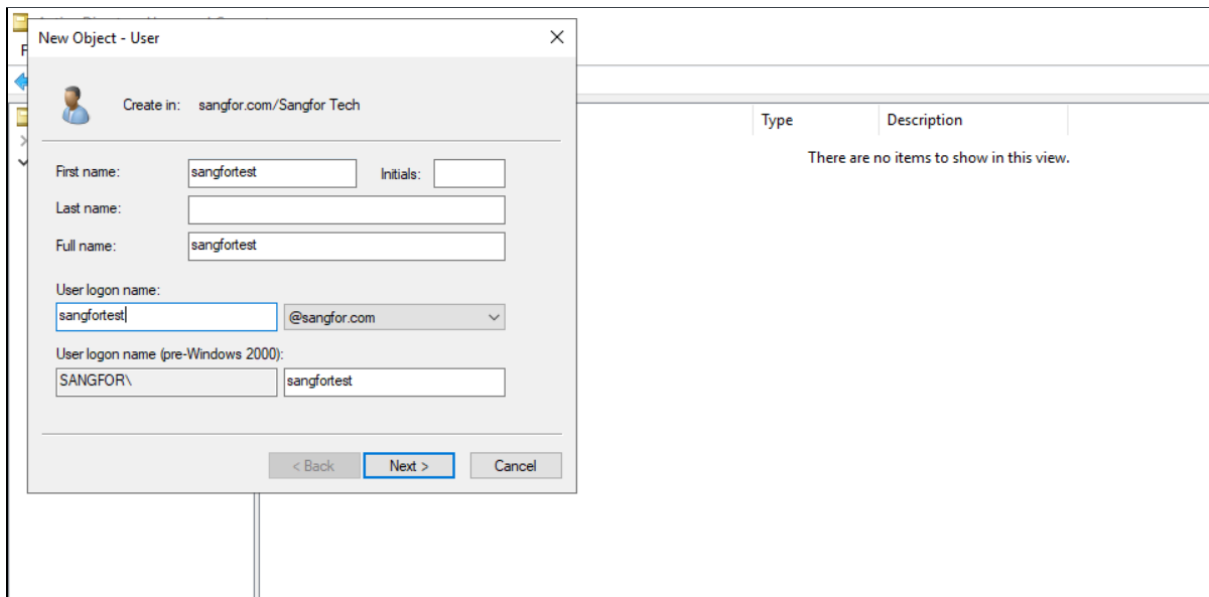 New Object - User
Create in: sangfor.com/Sangfor Tech
Type Description
There are no items to show in this view.
First name: sangfortest Initials:
Last name:
Full name: sangfortest
User logon name:
sangfortest @sangfor.com
User logon name (pre-Windows 2000):
SANGFOR\ sangfortest
< Back Next > Cancel